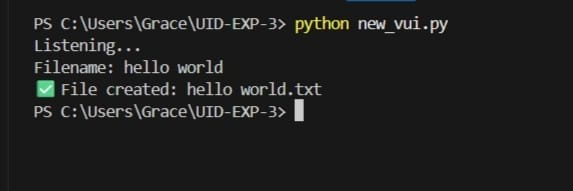 PS C:\Users\Grace\UID-EXP-3> python new_vui.py
Listening...
Filename: hello world
✅ File created: hello world.txt
PS C:\Users\Grace\UID-EXP-3>